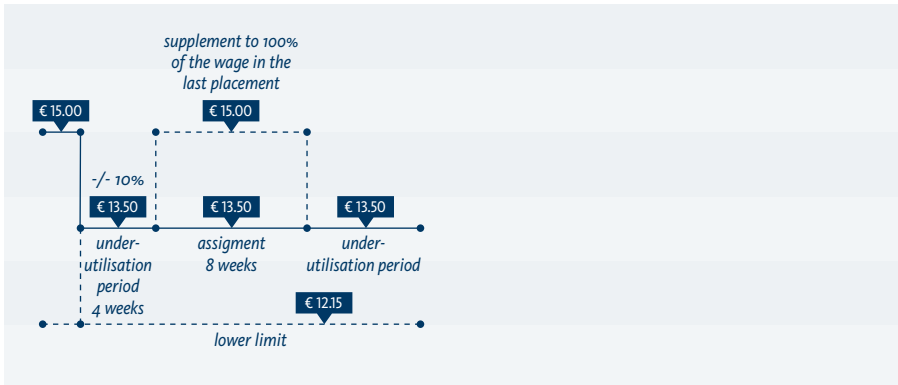 supplement to 100%
of the wage in the
last placement
€ 15.00
€ 15.00
-/- 10%
€ 13.50
€ 13.50
€ 13.50
under-
utilisation
period
4 weeks
assigment
8 weeks
under-
utilisation period
€ 12.15
lower limit